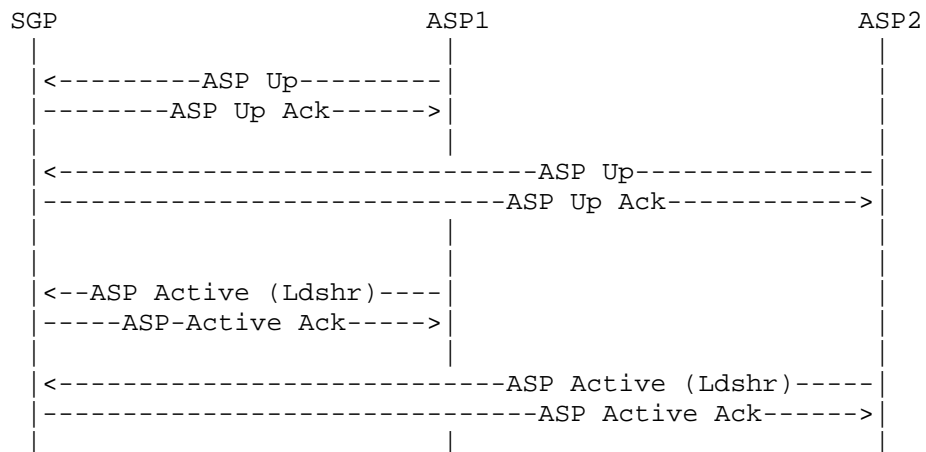 SGP ASP1 ASP2
| | |
|<---------ASP Up---------| |
|--------ASP Up Ack------>| |
| | |
|<------------------------------ASP Up---------------|
|-----------------------------ASP Up Ack------------>|
| | |
| | |
|<--ASP Active (Ldshr)----| |
|-----ASP-Active Ack----->| |
| | |
|<----------------------------ASP Active (Ldshr)-----|
|-------------------------------ASP Active Ack------>|
| | |